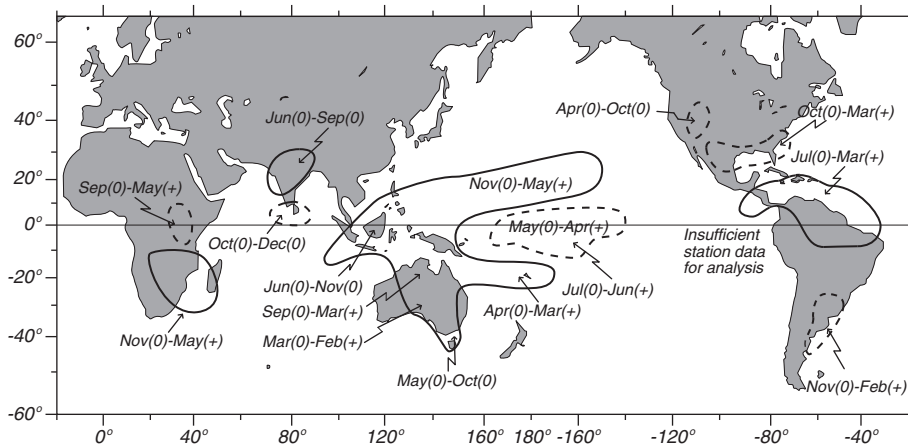 60°
40°
20°
0°
-20°
-40°
-60°
Jun(0)-Sep(0)
Apr(0)-Oct(0)
Oct(0)-Mar(+)
Jul(0)-Mar(+)
Sep(0)-May(+)
Nov(0)-May(+)
May(0)-Apr(+)
Oct(0)-Dec(0)
Insufficient
station data
for analysis
Jun(0)-Nov(0)
Jul(0)-Jun(+)
Sep(0)-Mar(+)
Apr(0)-Mar(+)
Nov(0)-May(+)
Mar(0)-Feb(+)
May(0)-Oct(0)
Nov(0)-Feb(+)
0° 40° 80° 120° 160° 180° -160° -120° -80° -40°